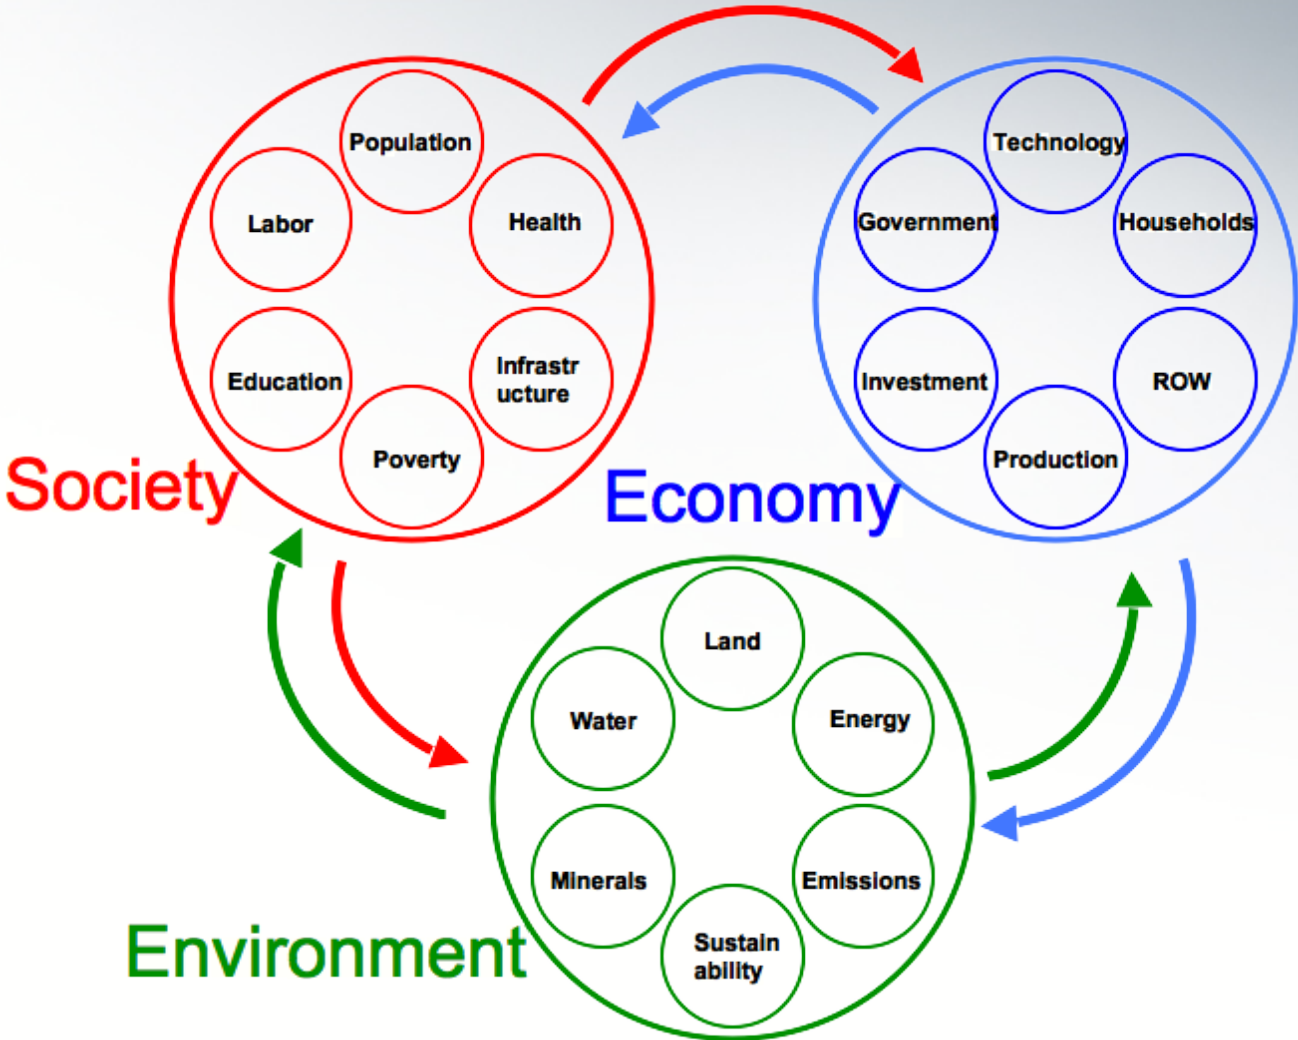 Population
Labor
Health
Education
Infrastr
ucture
Poverty
Society
Technology
Government
Households
Investment
ROW
Production
Economy
Land
Water
Energy
Minerals
Emissions
Sustain
ability
Environment